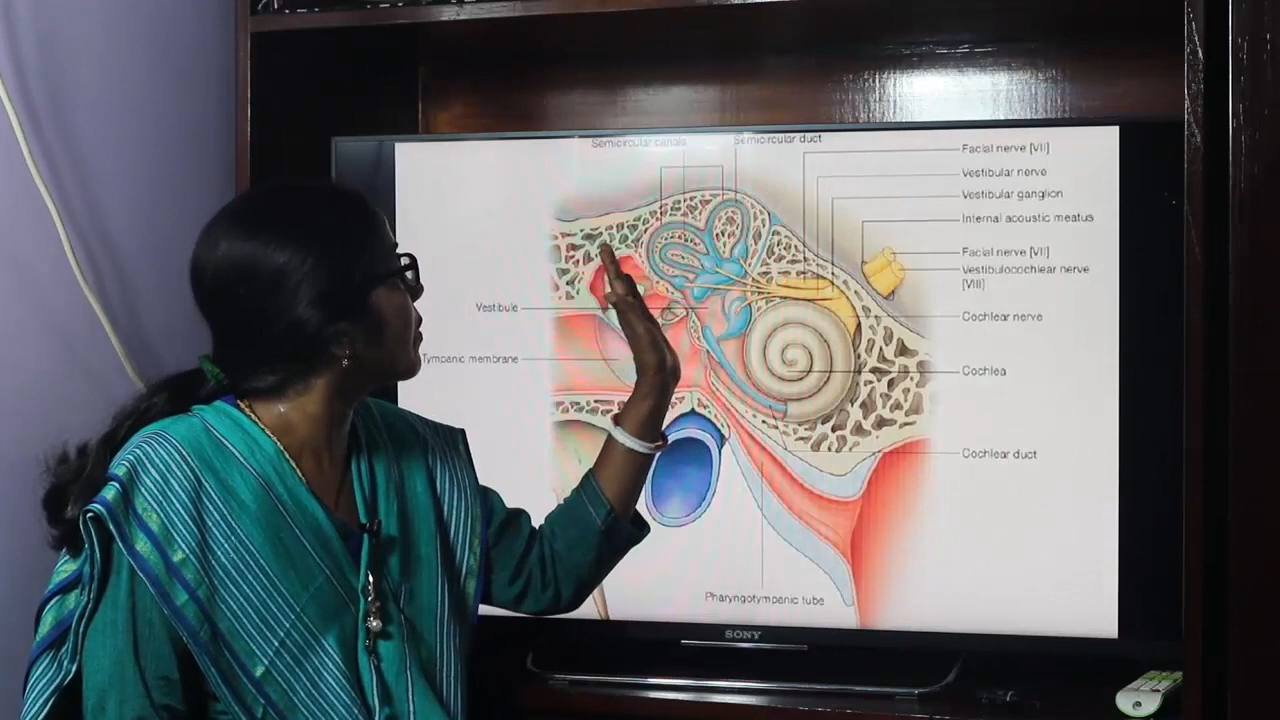 Semicircular canals
Semicircular duct
Facial nerve [VII]
Vestibular nerve
Vestibular ganglion
Internal acoustic meatus
Facial nerve [VII]
Vestibulocochlear nerve
[VIII]
Vestibule
Cochlear nerve
Tympanic membrane
Cochlea
Cochlear duct
Pharyngotympanic tube
SONY